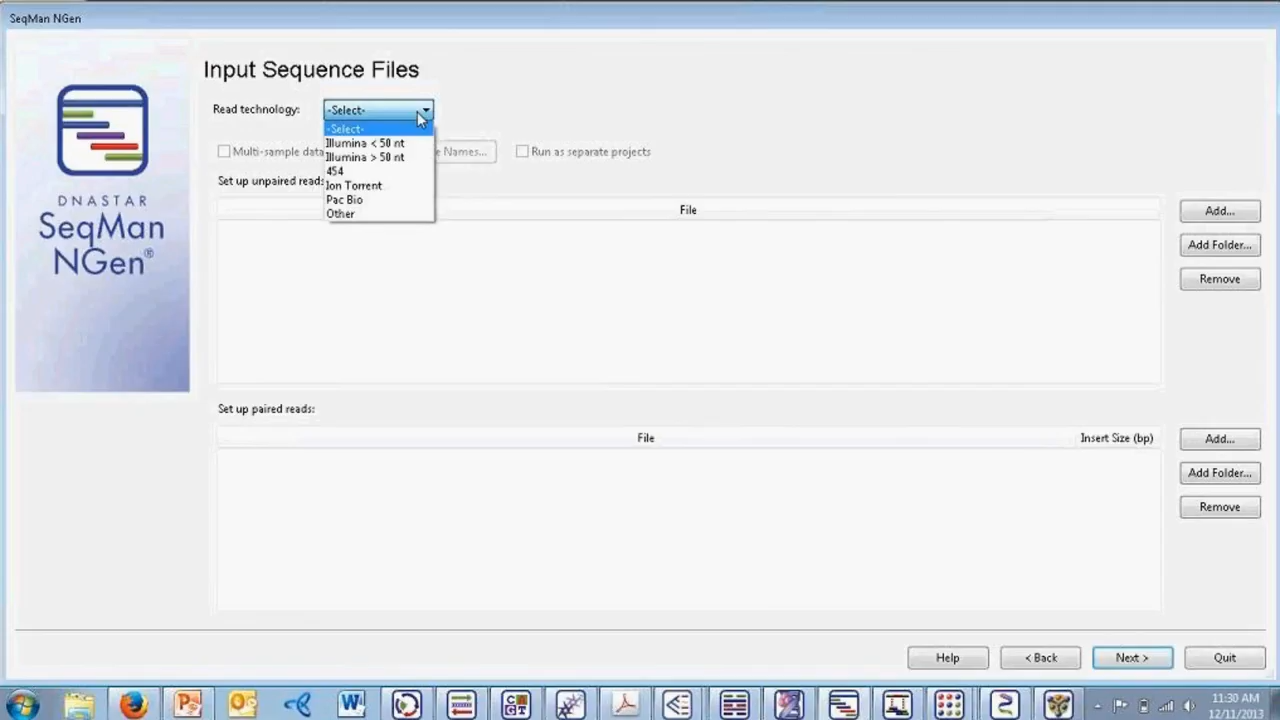 SeqMan NGen
Input Sequence Files
Read technology:
-Select-
-Select-
Illumina < 50 nt
Illumina > 50 nt
454
Ion Torrent
Pac Bio
Other
Multi-sample data
Names...
Run as separate projects
Set up unpaired reads
File
Add...
Add Folder...
Remove
DNASTAR
SeqMan
NGen®
Set up paired reads:
File
Insert Size (bp)
Add...
Add Folder...
Remove
Help
< Back
Next >
Quit
11:30 AM
12/11/2013